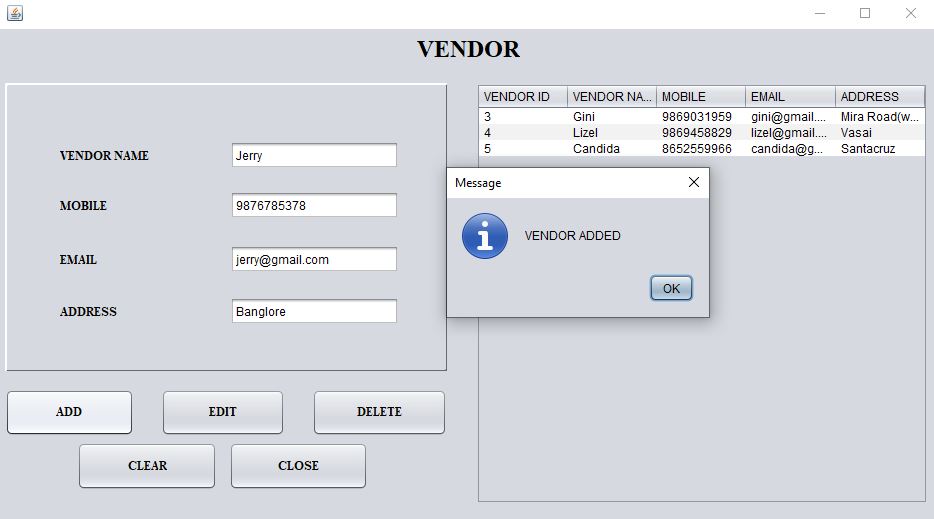 VENDOR
VENDOR NAME
Jerry
MOBILE
9876785378
EMAIL
jerry@gmail.com
ADDRESS
Banglore
ADD
EDIT
DELETE
CLEAR
CLOSE
VENDOR ID VENDOR NA... MOBILE EMAIL ADDRESS
3 Gini 9869031959 gini@gmail.... Mira Road(w...
4 Lizel 9869458829 lizel@gmail.... Vasai
5 Candida 8652559966 candida@g... Santacruz
Message
VENDOR ADDED
OK